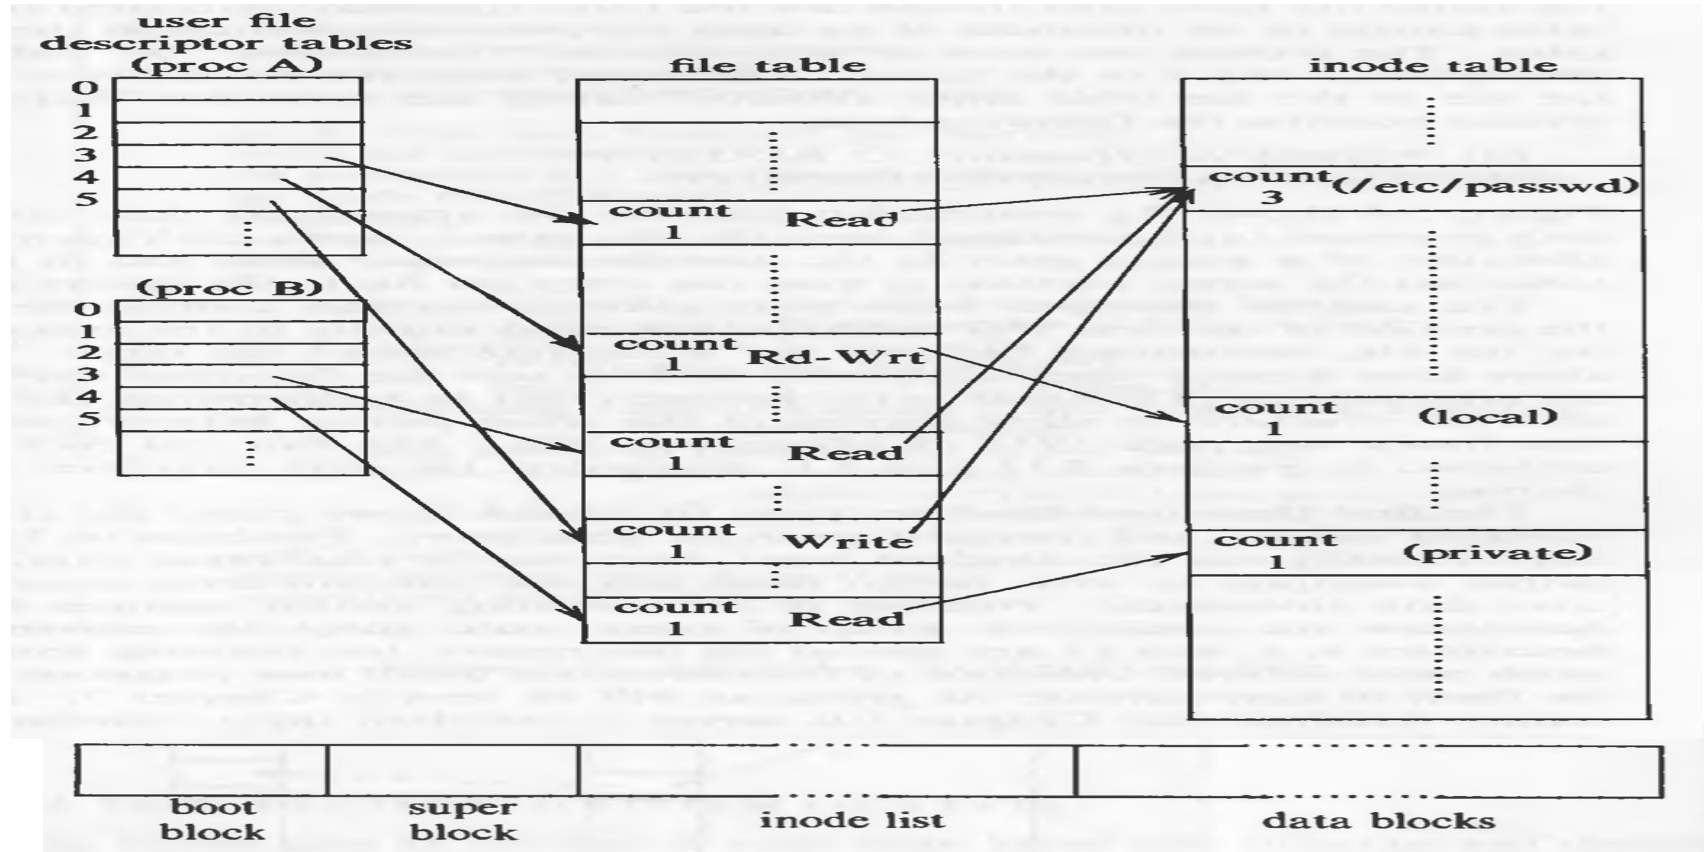 user file
descriptor tables
(proc A)
0
1
2
3
4
5
(proc B)
0
1
2
3
4
5
file table
count
1 Read
count
1 Rd-Wrt
count
1 Read
count
1 Write
count
1 Read
inode table
count
3 (/etc/passwd)
count
1 (local)
count
1 (private)
boot
block
super
block
inode list
data blocks